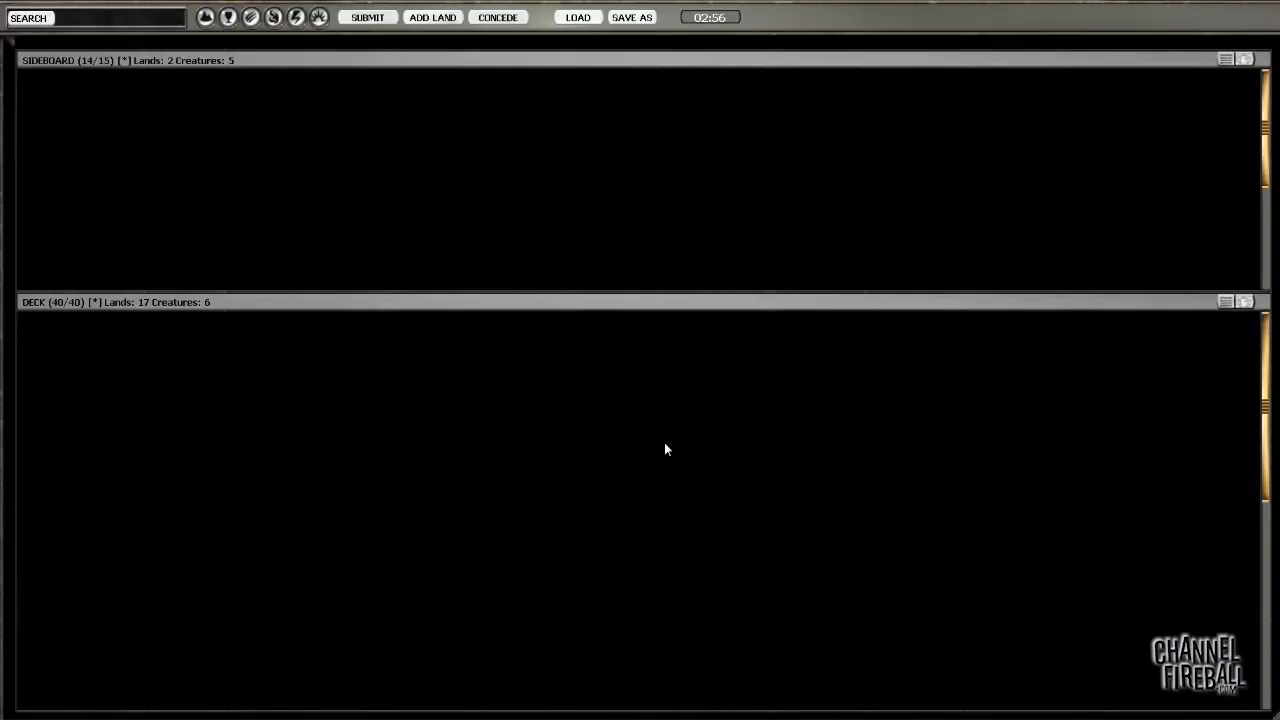 SEARCH SUBMIT ADD LAND CONCEDE LOAD SAVE AS 02:56
SIDEBOARD (14/15) [*] Lands: 2 Creatures: 5
DECK (40/40) [*] Lands: 17 Creatures: 6
CHANNEL
FIREBALL
.COM